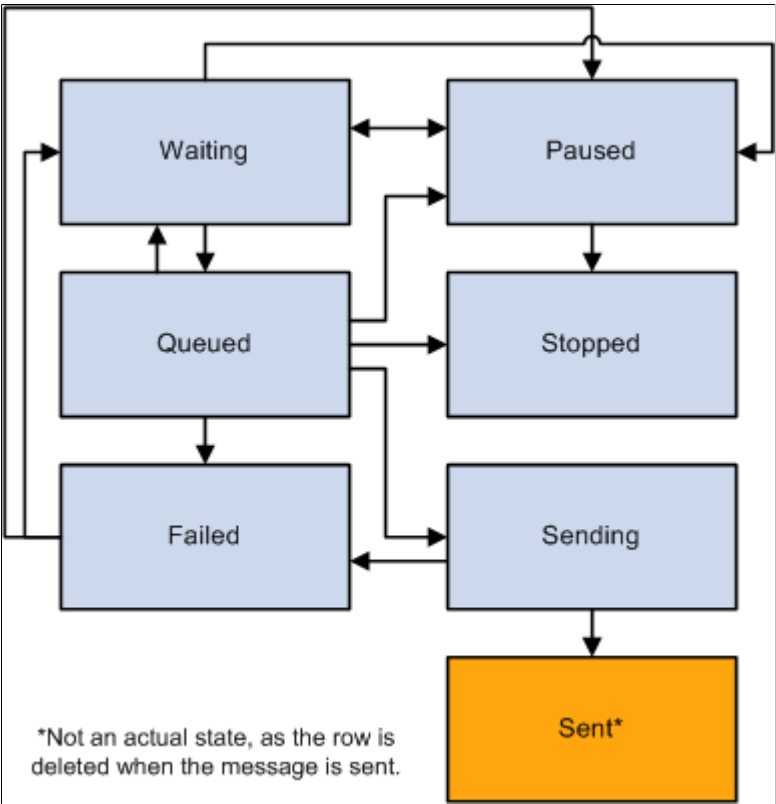 Waiting
Paused
Queued
Stopped
Failed
Sending
Sent*
*Not an actual state, as the row is
deleted when the message is sent.